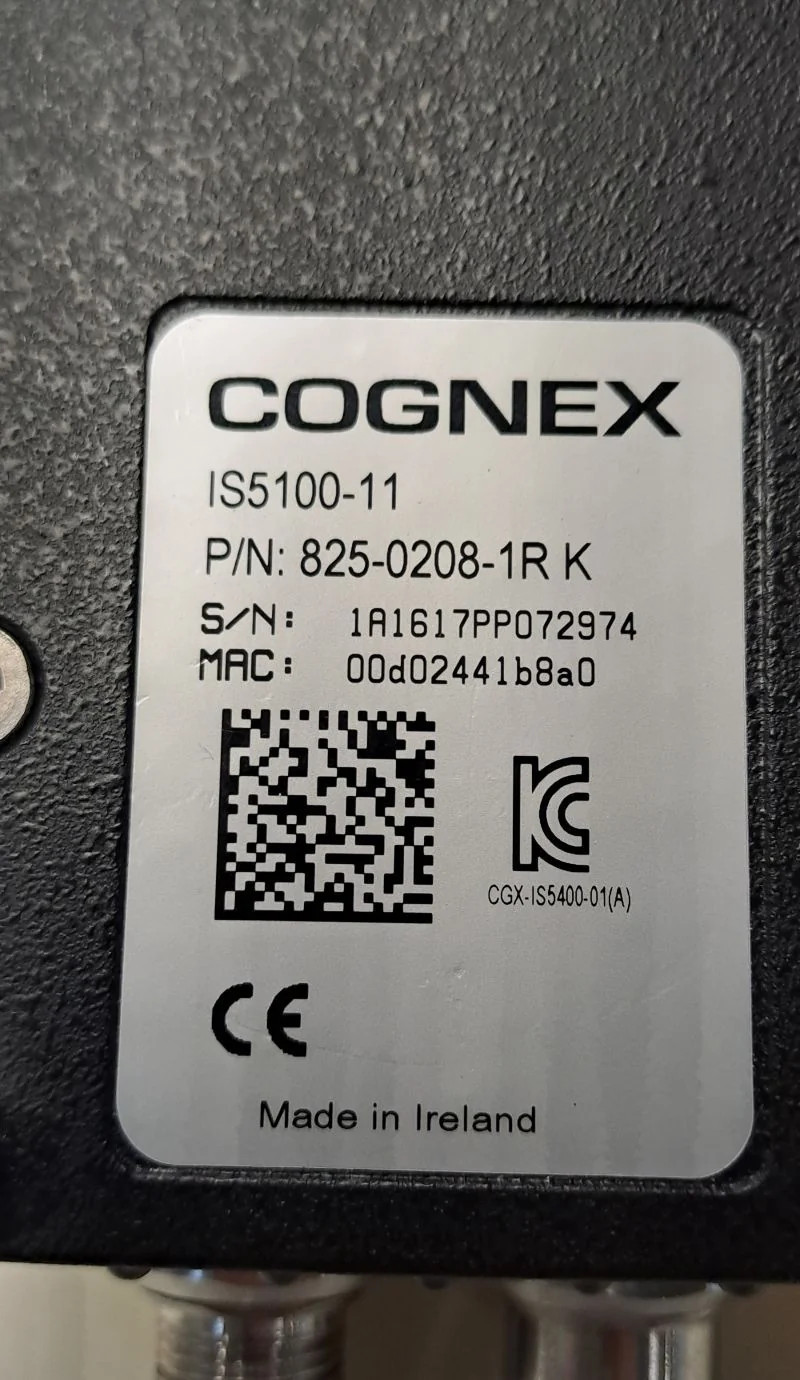 COGNEX
IS5100-11
P/N: 825-0208-1R K
S/N: 1A1617PP072974
MAC: 00d02441b8a0
CGX-IS5400-01(A)
CE
Made in Ireland